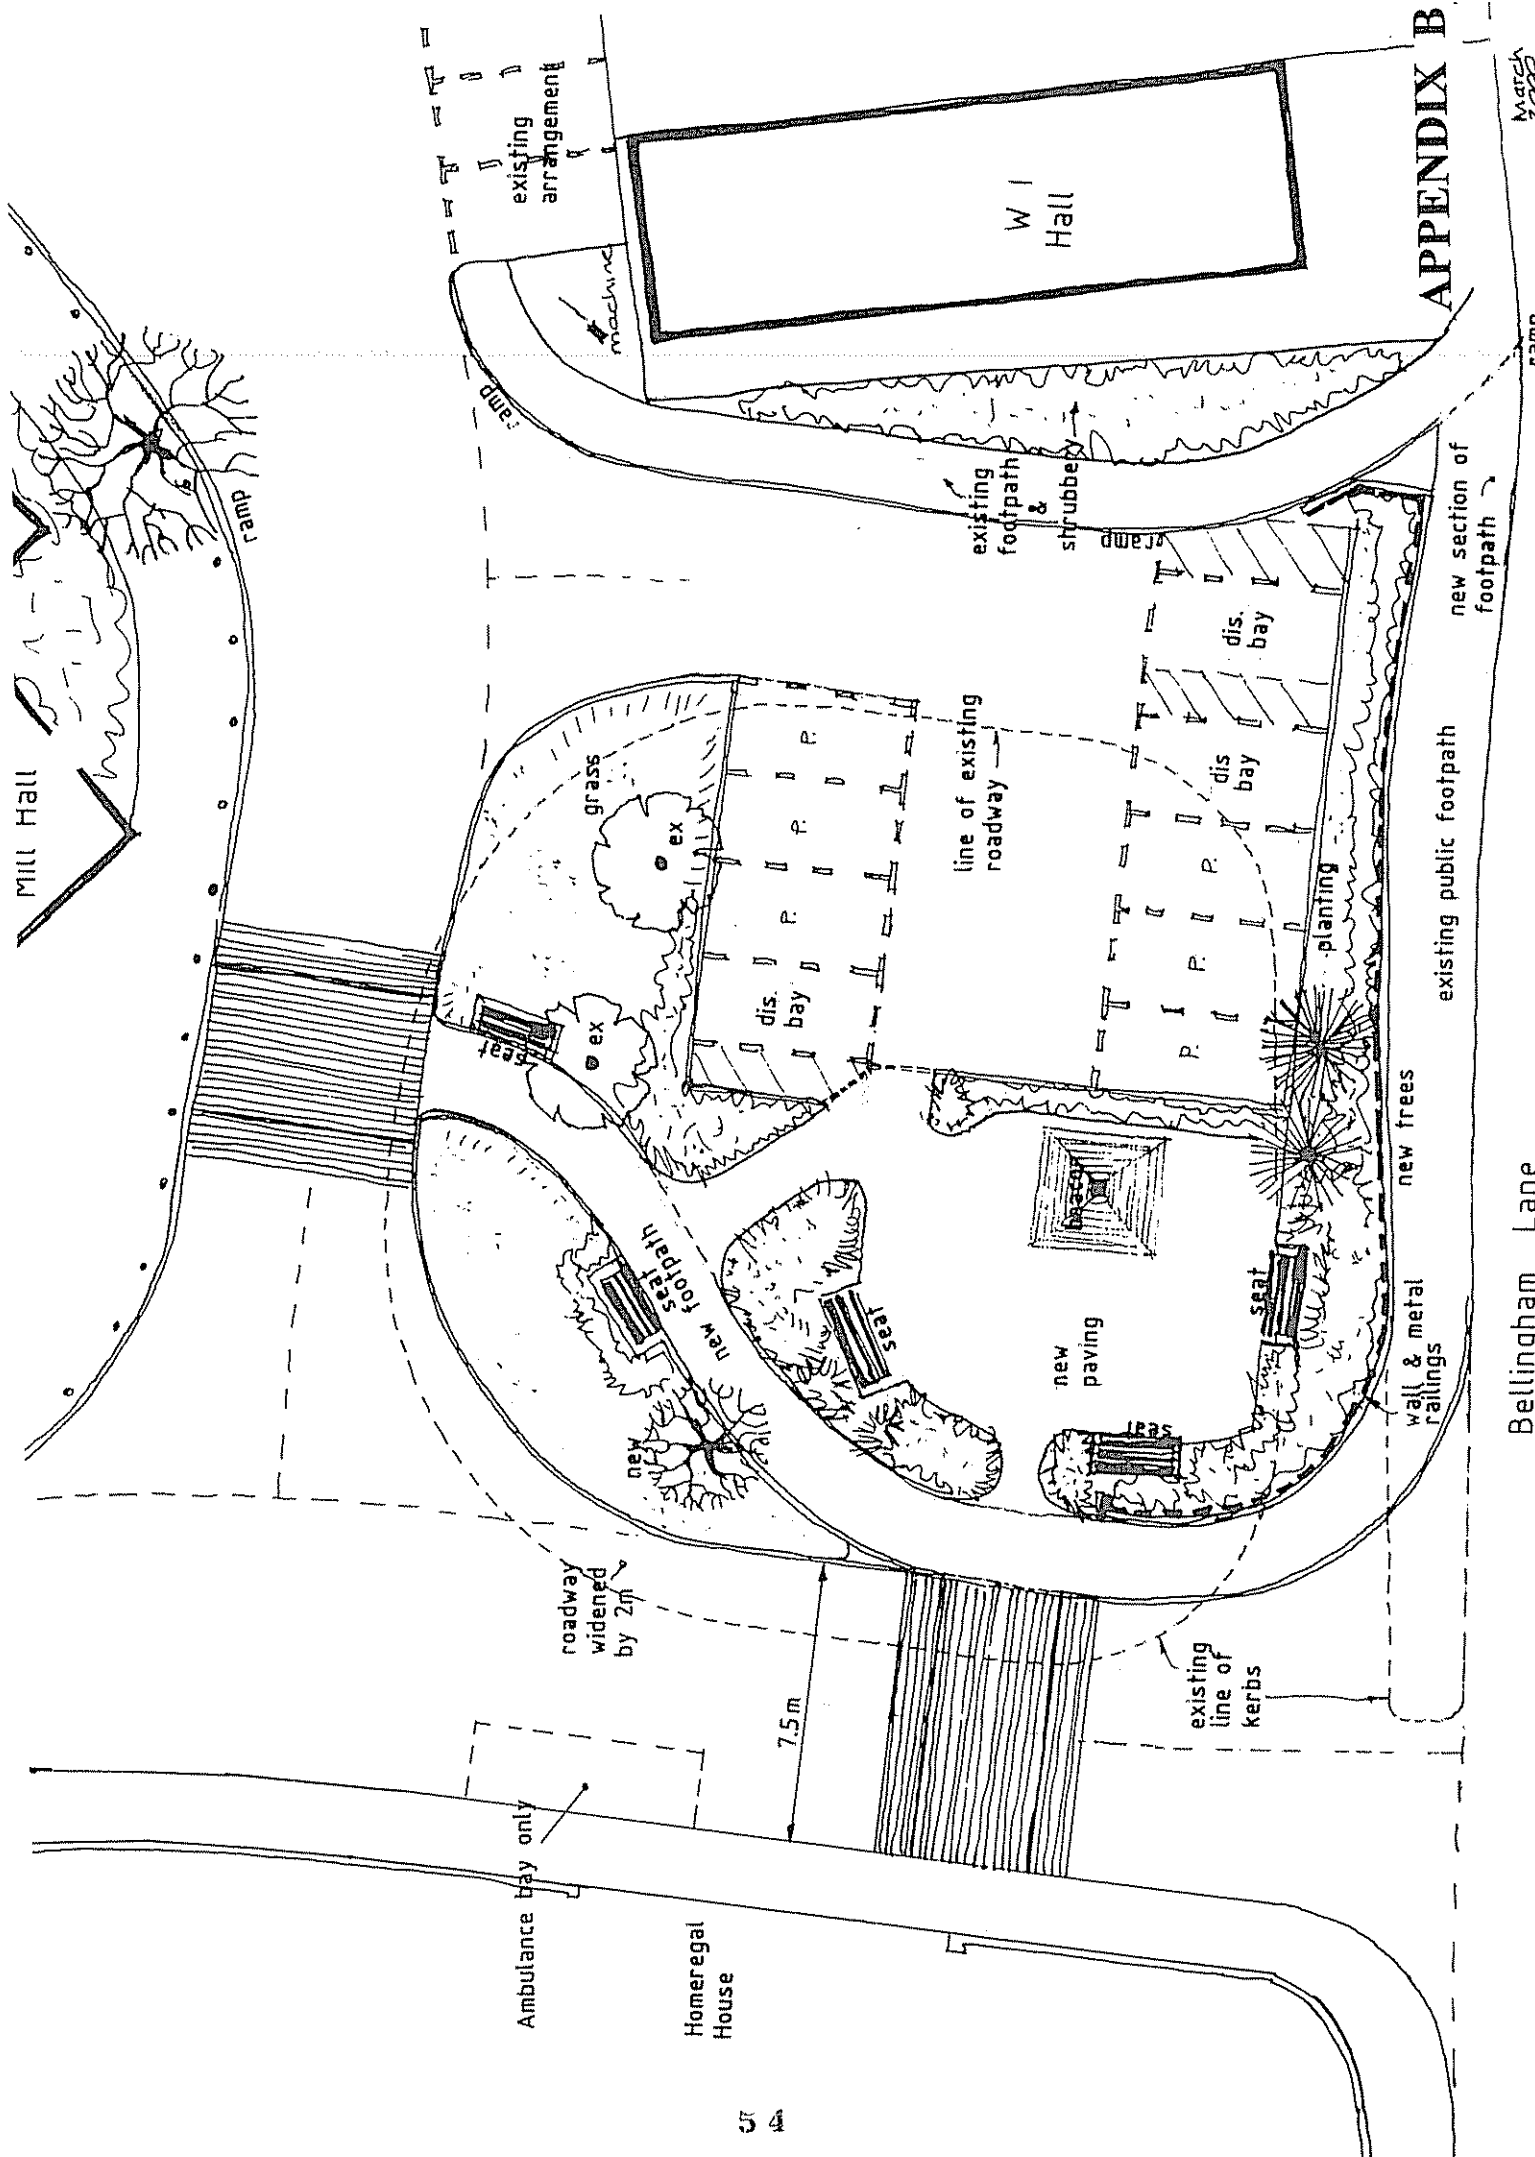 Mill Hall
ramp
ramp
machine
existing
arrangement
W I
Hall
existing
footpath
&
shrubbery
ramp
APPENDIX B
March
ramp
new section of
footpath
grass
ex
seat
ex
dis.
bay
P.
P.
P.
line of existing
roadway
dis.
bay
dis
bay
P.
P.
P.
planting
existing public footpath
new
seat
new
footpath
seat
beacon
new
paving
seat
seat
new trees
wall & metal
railings
Bellingham Lane
roadway
widened
by 2m
7.5m
existing
line of
kerbs
Ambulance bay only
Homeregal
House
54